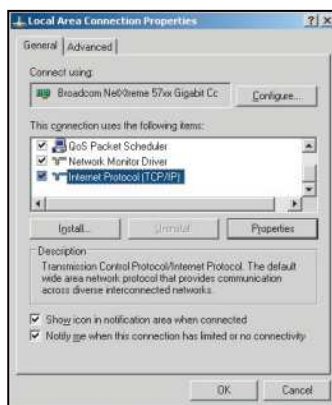 Local Area Connection Properties
General Advanced
Connect using:
Broadcom NetXtreme 57xx Gigabit Cc Configure...
This connection uses the following items:
QoS Packet Scheduler
Network Monitor Driver
Internet Protocol (TCP/IP)
Install... Uninstall Properties
Description
Transmission Control Protocol/Internet Protocol. The default
wide area network protocol that provides communication
across diverse interconnected networks.
Show icon in notification area when connected
Notify me when this connection has limited or no connectivity
OK Cancel